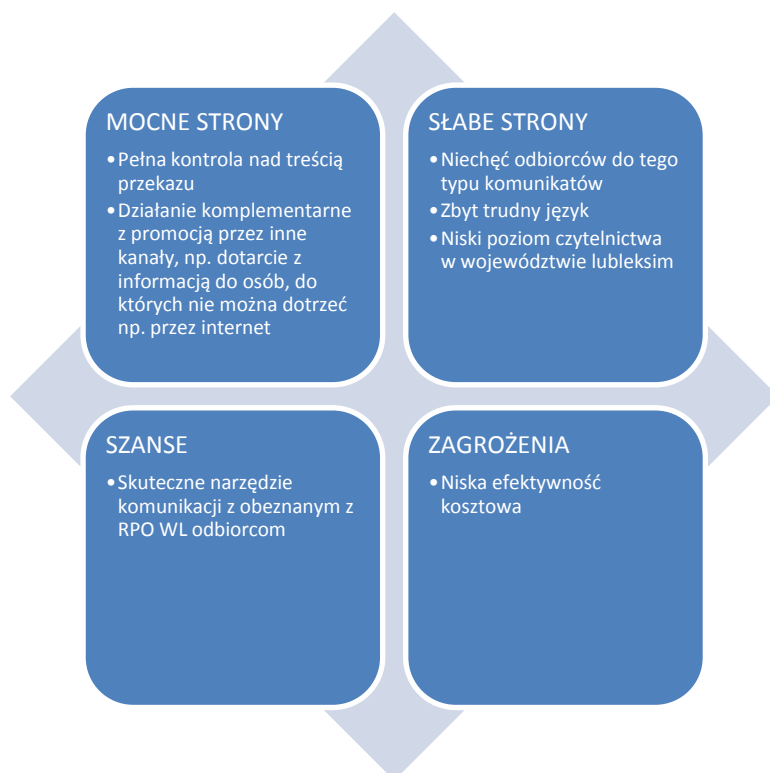 MOCNE STRONY
•Pełna kontrola nad treścią
przekazu
•Działanie komplementarne
z promocją przez inne
kanały, np. dotarcie z
informacją do osób, do
których nie można dotrzeć
np. przez internet
SŁABE STRONY
•Niechęć odbiorców do tego
typu komunikatów
•Zbyt trudny język
•Niski poziom czytelnictwa
w województwie lubleksim
SZANSE
•Skuteczne narzędzie
komunikacji z obeznanym z
RPO WL odbiorcom
ZAGROŻENIA
•Niska efektywność
kosztowa